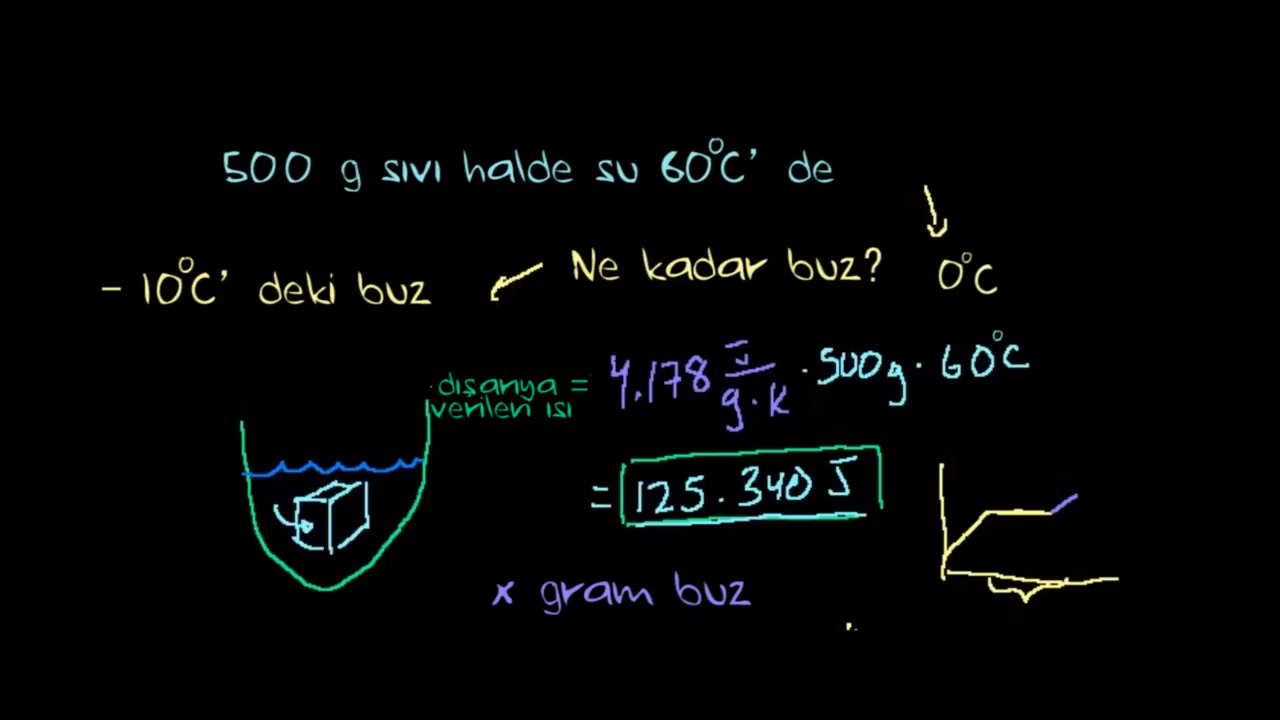 500 g sıvı halde su 60°C' de
Ne kadar buz? 0°C
-10°C' deki buz
dışarıya verilen ısı = 4.178 J/g·K · 500g · 60°C
= 125.340 J
x gram buz